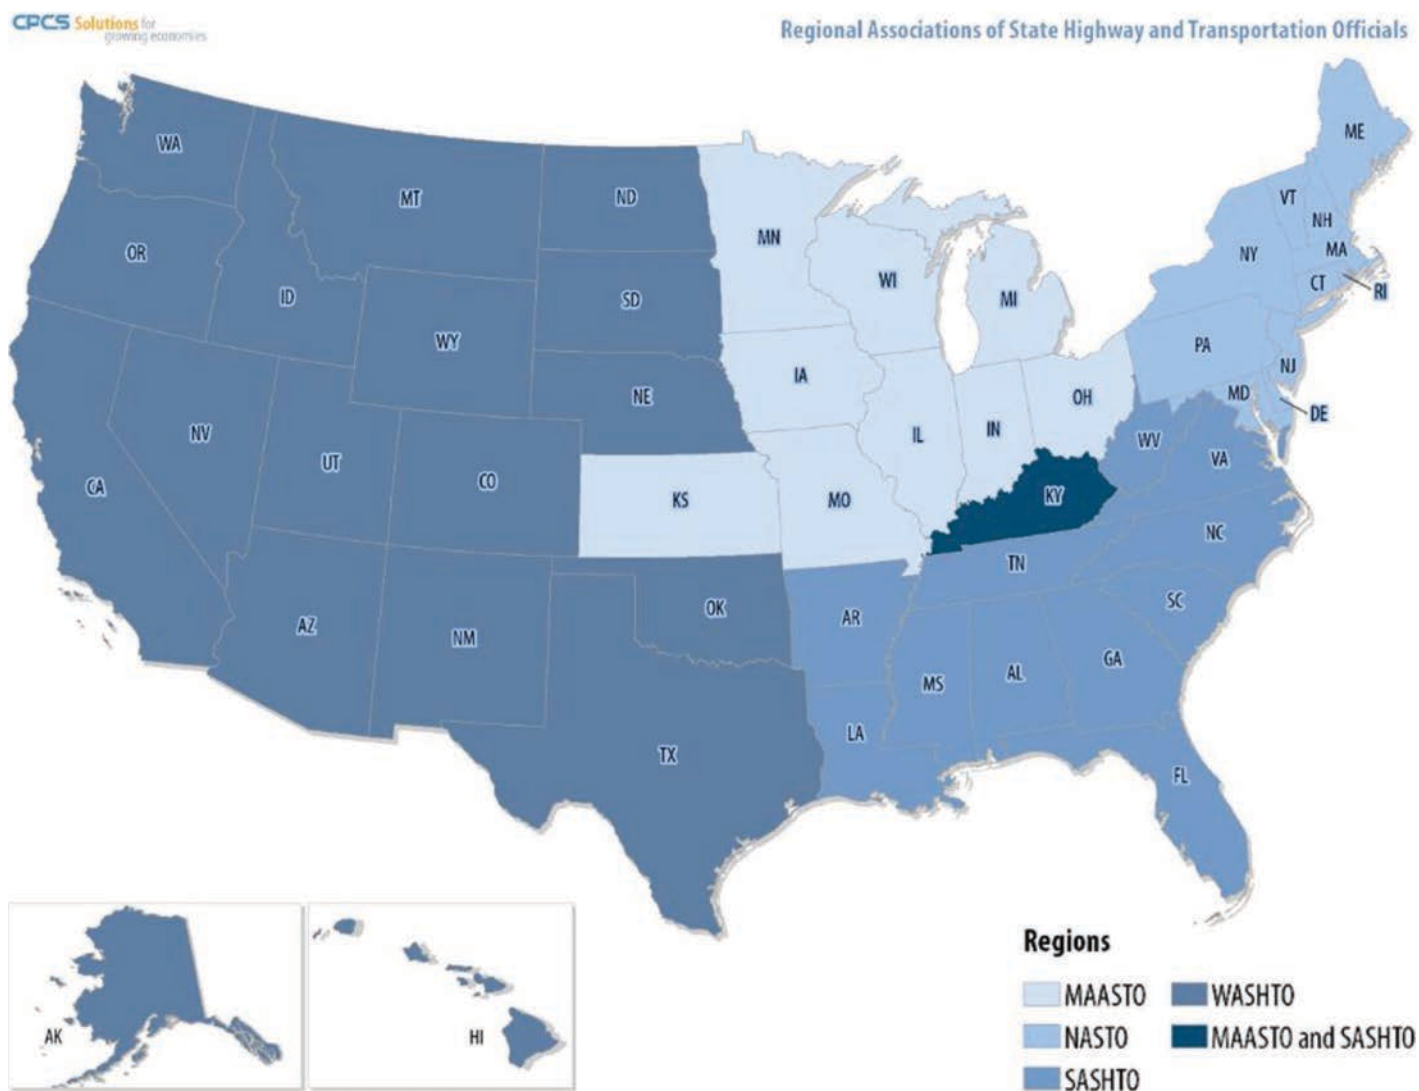 CPCS Solutions for
growing economies
Regional Associations of State Highway and Transportation Officials
WA
MT
ND
MN
ME
VT
NH
OR
ID
SD
WI
MI
NY
MA
CT
RI
WY
NE
IA
PA
NJ
NV
UT
CO
IL
IN
OH
MD
DE
CA
KS
MO
KY
WV
VA
AZ
NM
OK
AR
TN
NC
SC
TX
LA
MS
AL
GA
FL
AK
HI
Regions
MAASTO
WASHTO
NASTO
MAASTO and SASHTO
SASHTO